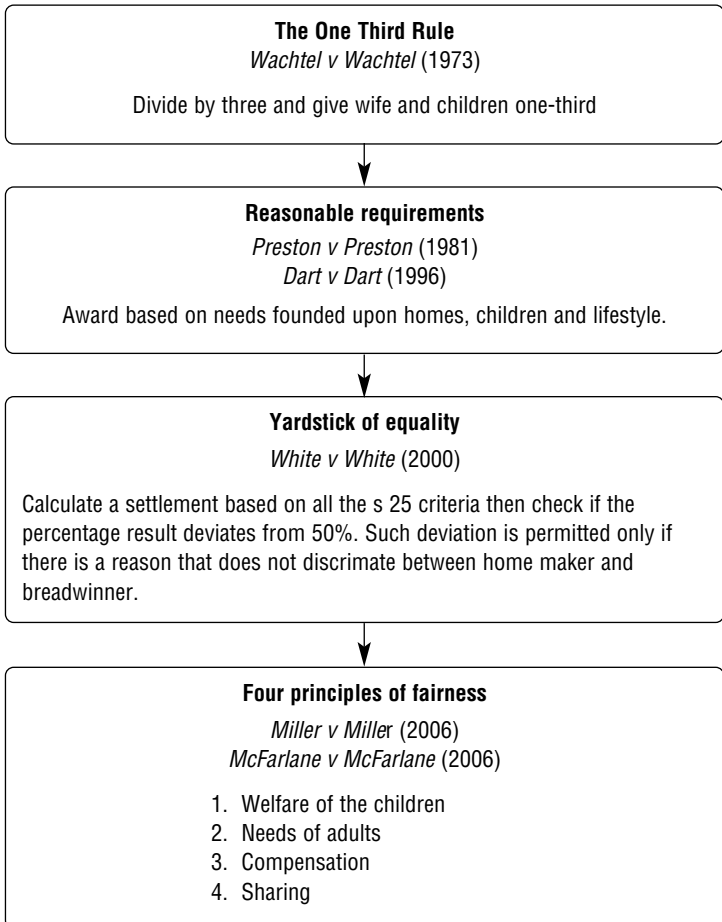 The One Third Rule
Wachtel v Wachtel (1973)
Divide by three and give wife and children one-third
Reasonable requirements
Preston v Preston (1981)
Dart v Dart (1996)
Award based on needs founded upon homes, children and lifestyle.
Yardstick of equality
White v White (2000)
Calculate a settlement based on all the s 25 criteria then check if the
percentage result deviates from 50%. Such deviation is permitted only if
there is a reason that does not discrimate between home maker and
breadwinner.
Four principles of fairness
Miller v Miller (2006)
McFarlane v McFarlane (2006)
1. Welfare of the children
2. Needs of adults
3. Compensation
4. Sharing